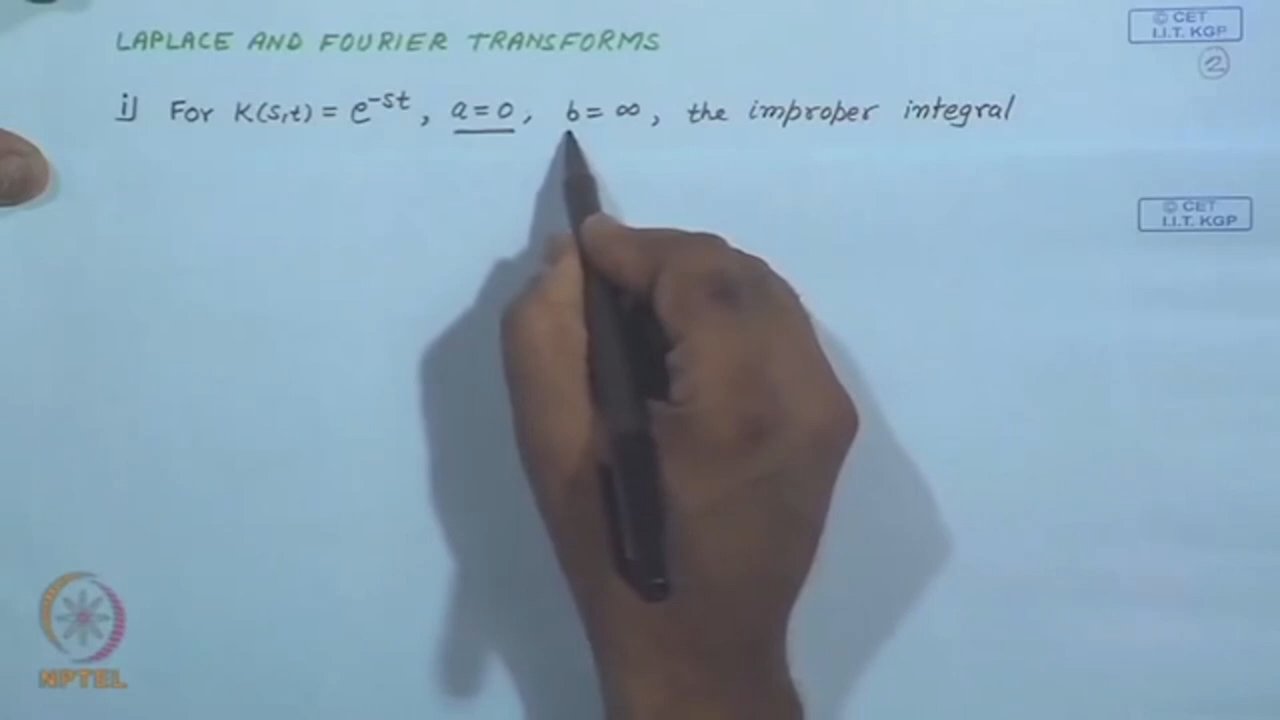 LAPLACE AND FOURIER TRANSFORMS
© CET
I.I.T. KGP
2
i) For K(s,t) = e^{-st}, a=0, b=∞, the improper integral
© CET
I.I.T. KGP
NPTEL